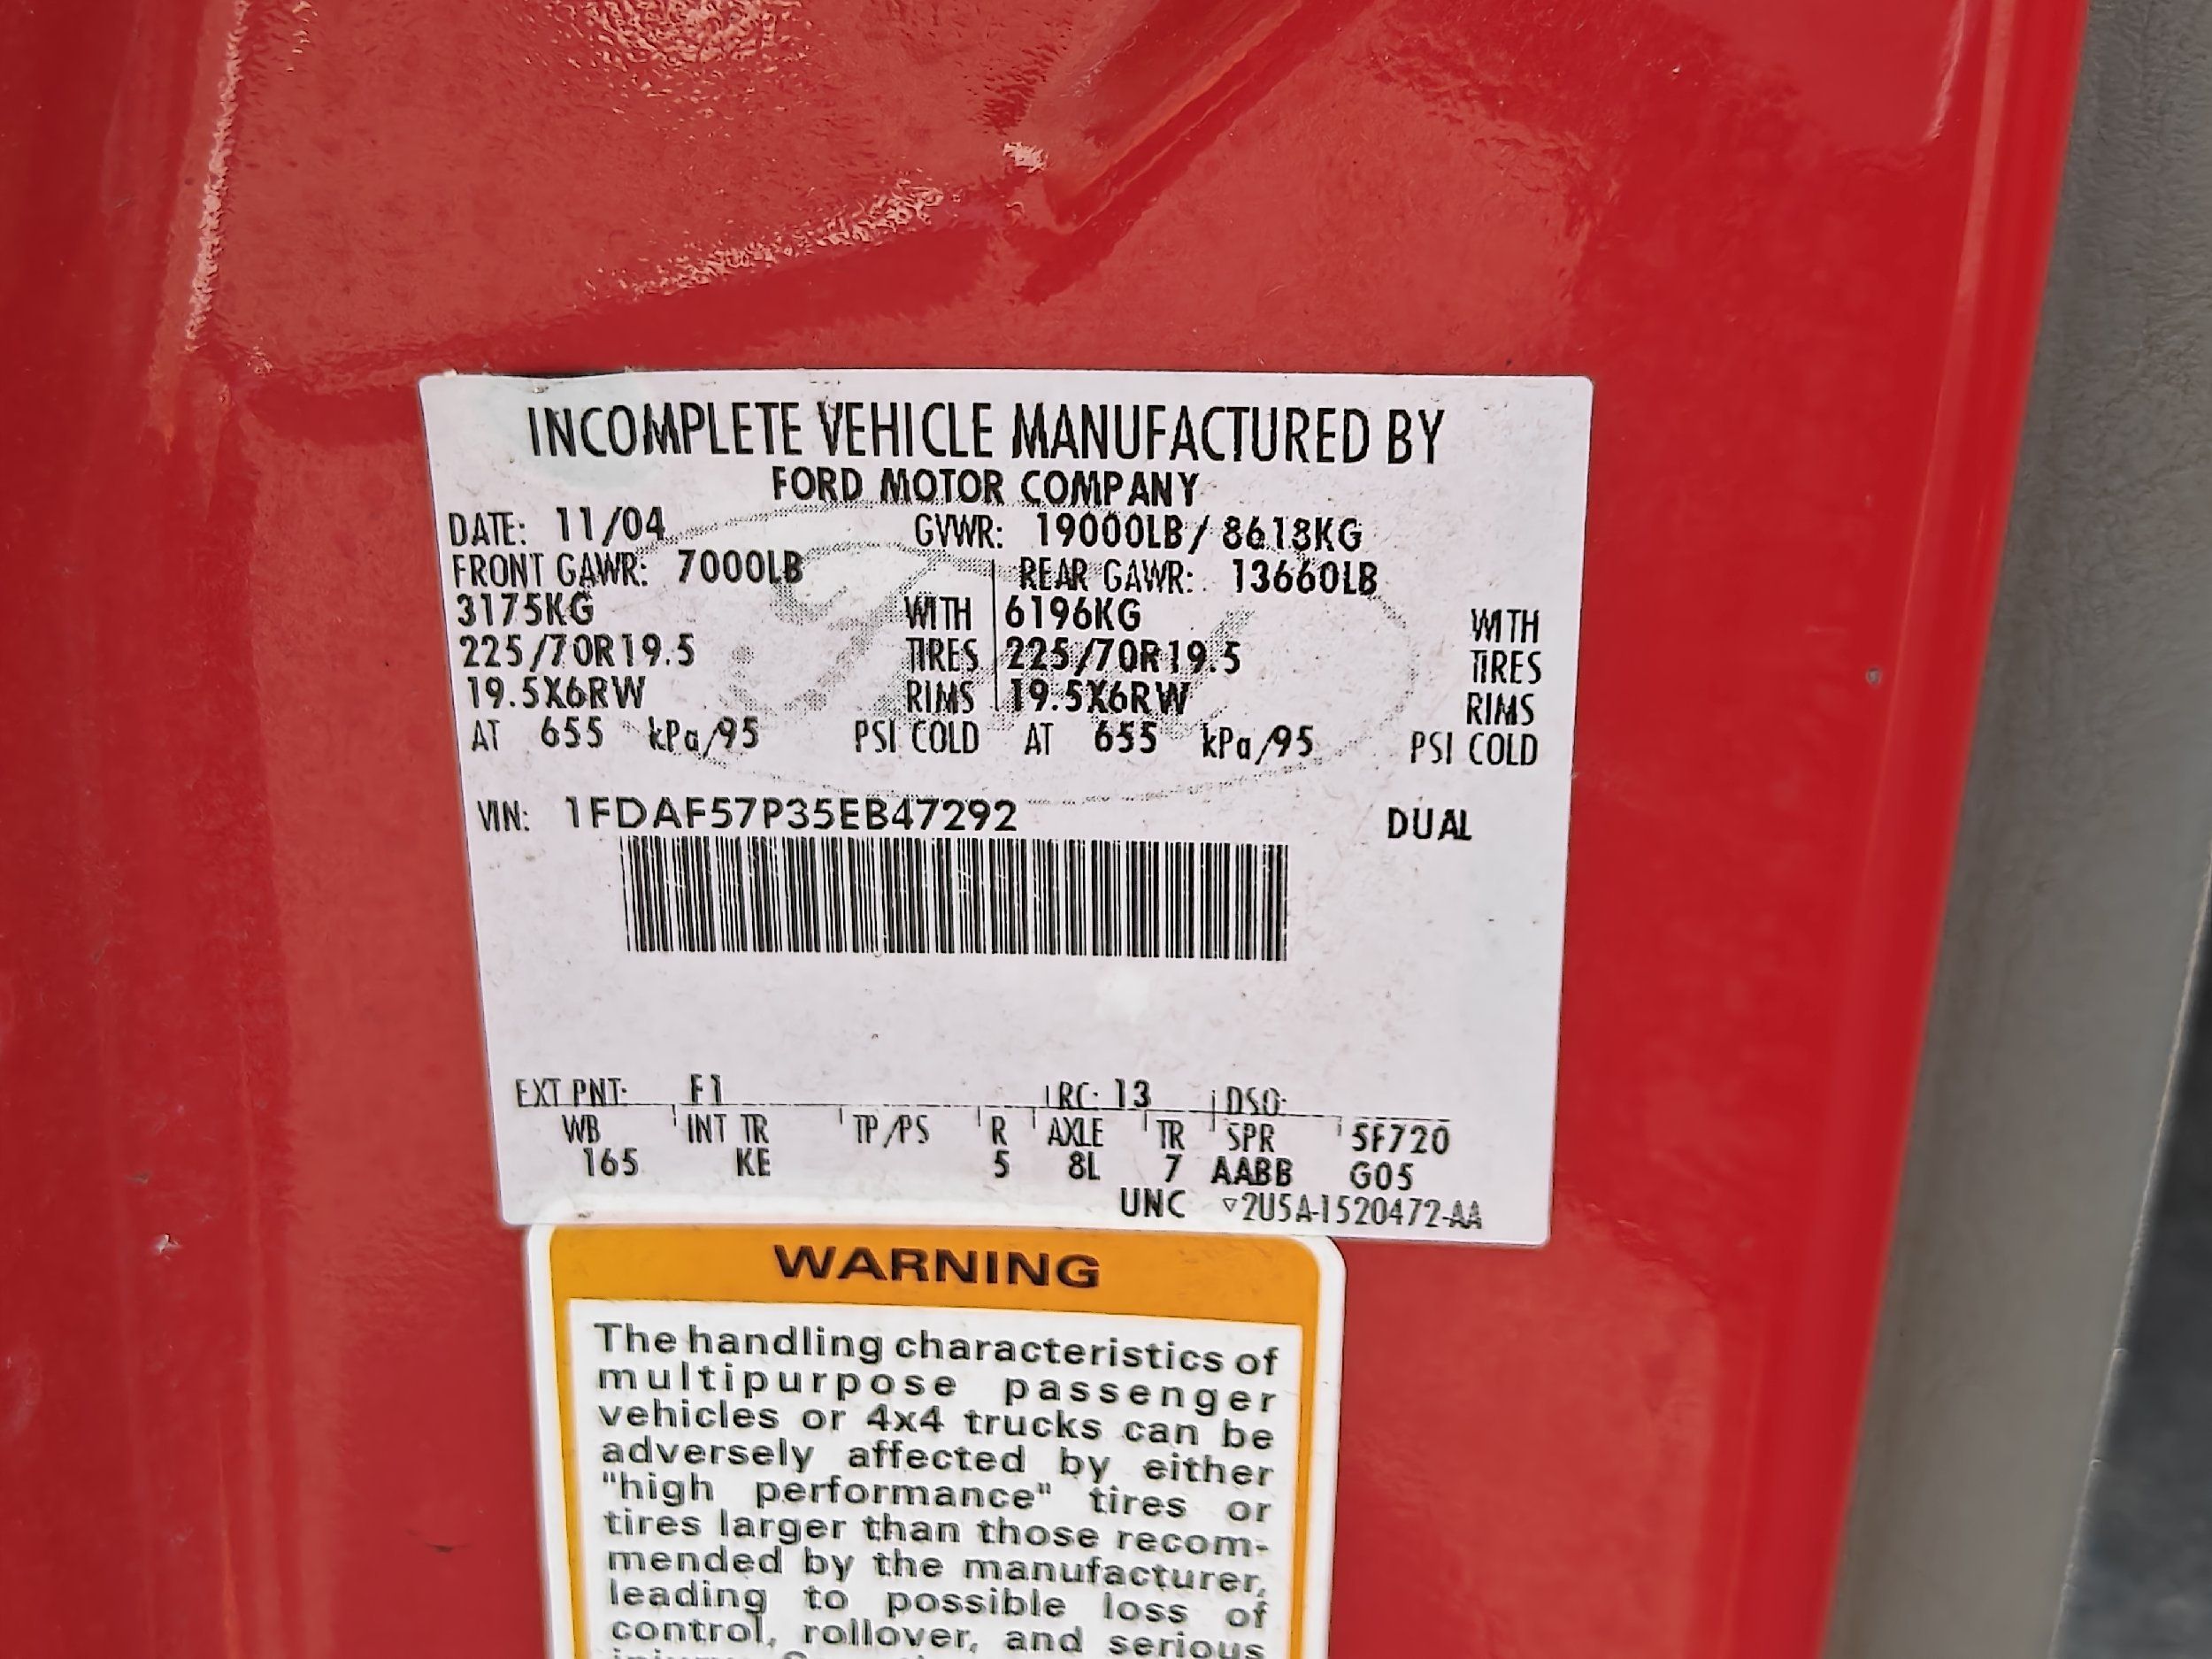 INCOMPLETE VEHICLE MANUFACTURED BY
FORD MOTOR COMPANY
DATE: 11/04 GVWR: 19000LB/ 8618KG
FRONT GAWR: 7000LB REAR GAWR: 13660LB
3175KG WITH 6196KG WITH
225/70R19.5 TIRES 225/70R19.5 TIRES
19.5X6RW RIMS 19.5X6RW RIMS
AT 655 kPa/95 PSI COLD AT 655 kPa/95 PSI COLD
VIN: 1FDAF57P35EB47292 DUAL
EXT PNT: F1 RC: 13 DSO:
WB INT TR TP/PS R AXLE TR SPR 5F720
165 KE 5 8L 7 AABB G05
UNC ▽2U5A-1520472-AA
WARNING
The handling characteristics of
multipurpose passenger
vehicles or 4x4 trucks can be
adversely affected by either
"high performance" tires or
tires larger than those recom-
mended by the manufacturer,
leading to possible loss of
control, rollover, and serious